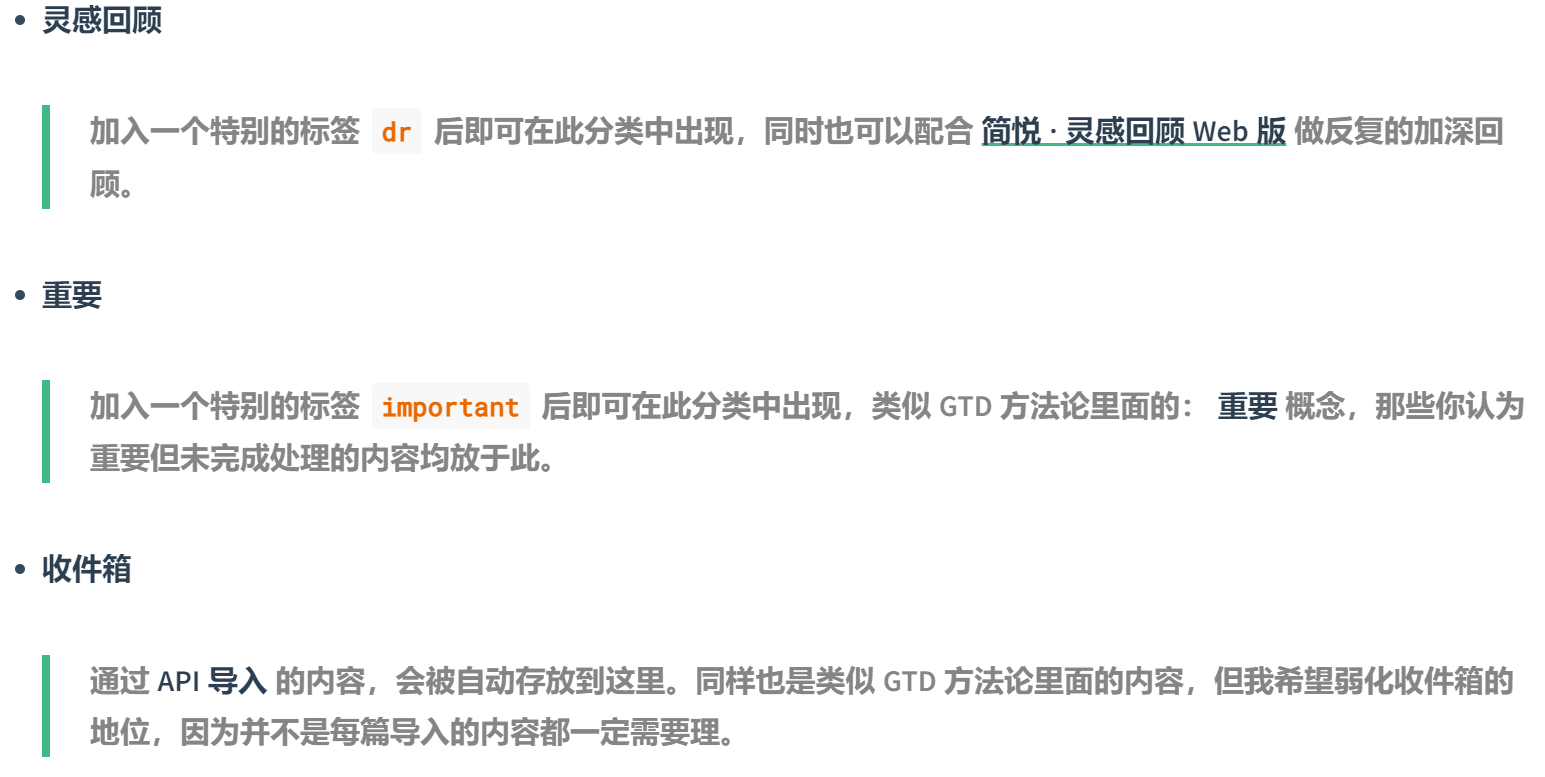 灵感回顾
加入一个特别的标签 dr 后即可在此分类中出现，同时也可以配合 简悦 · 灵感回顾 Web 版 做反复的加深回
顾。
重要
加入一个特别的标签 important 后即可在此分类中出现，类似 GTD 方法论里面的： 重要 概念，那些你认为
重要但未完成处理的内容均放于此。
收件箱
通过 API 导入 的内容，会被自动存放到这里。同样也是类似 GTD 方法论里面的内容，但我希望弱化收件箱的
地位，因为并不是每篇导入的内容都一定需要理。